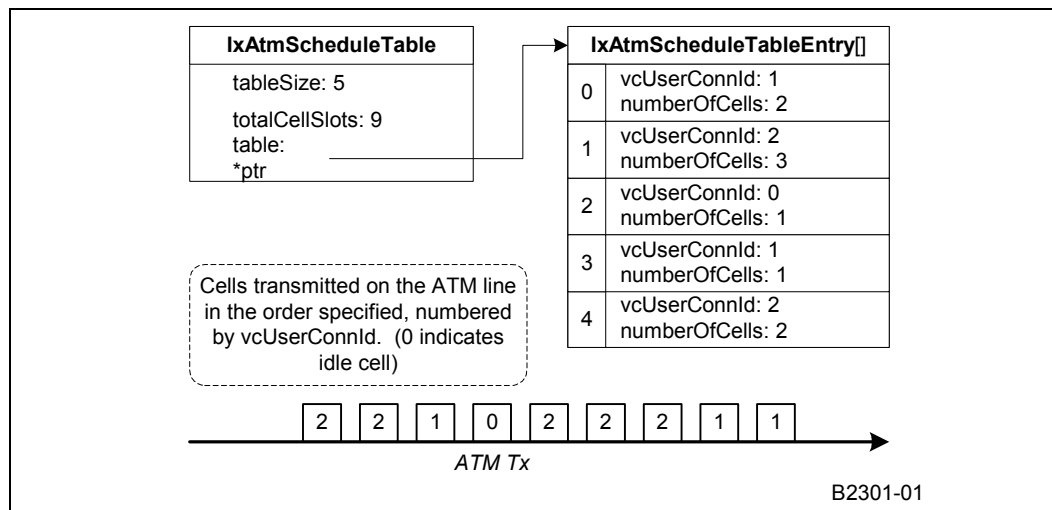 IxAtmScheduleTable
tableSize: 5
totalCellSlots: 9
table:
*ptr
IxAtmScheduleTableEntry[]
0
vcUserConnId: 1
numberOfCells: 2
1
vcUserConnId: 2
numberOfCells: 3
2
vcUserConnId: 0
numberOfCells: 1
3
vcUserConnId: 1
numberOfCells: 1
4
vcUserConnId: 2
numberOfCells: 2
Cells transmitted on the ATM line
in the order specified, numbered
by vcUserConnId. (0 indicates
idle cell)
2 2 1 0 2 2 2 1 1
ATM Tx
B2301-01